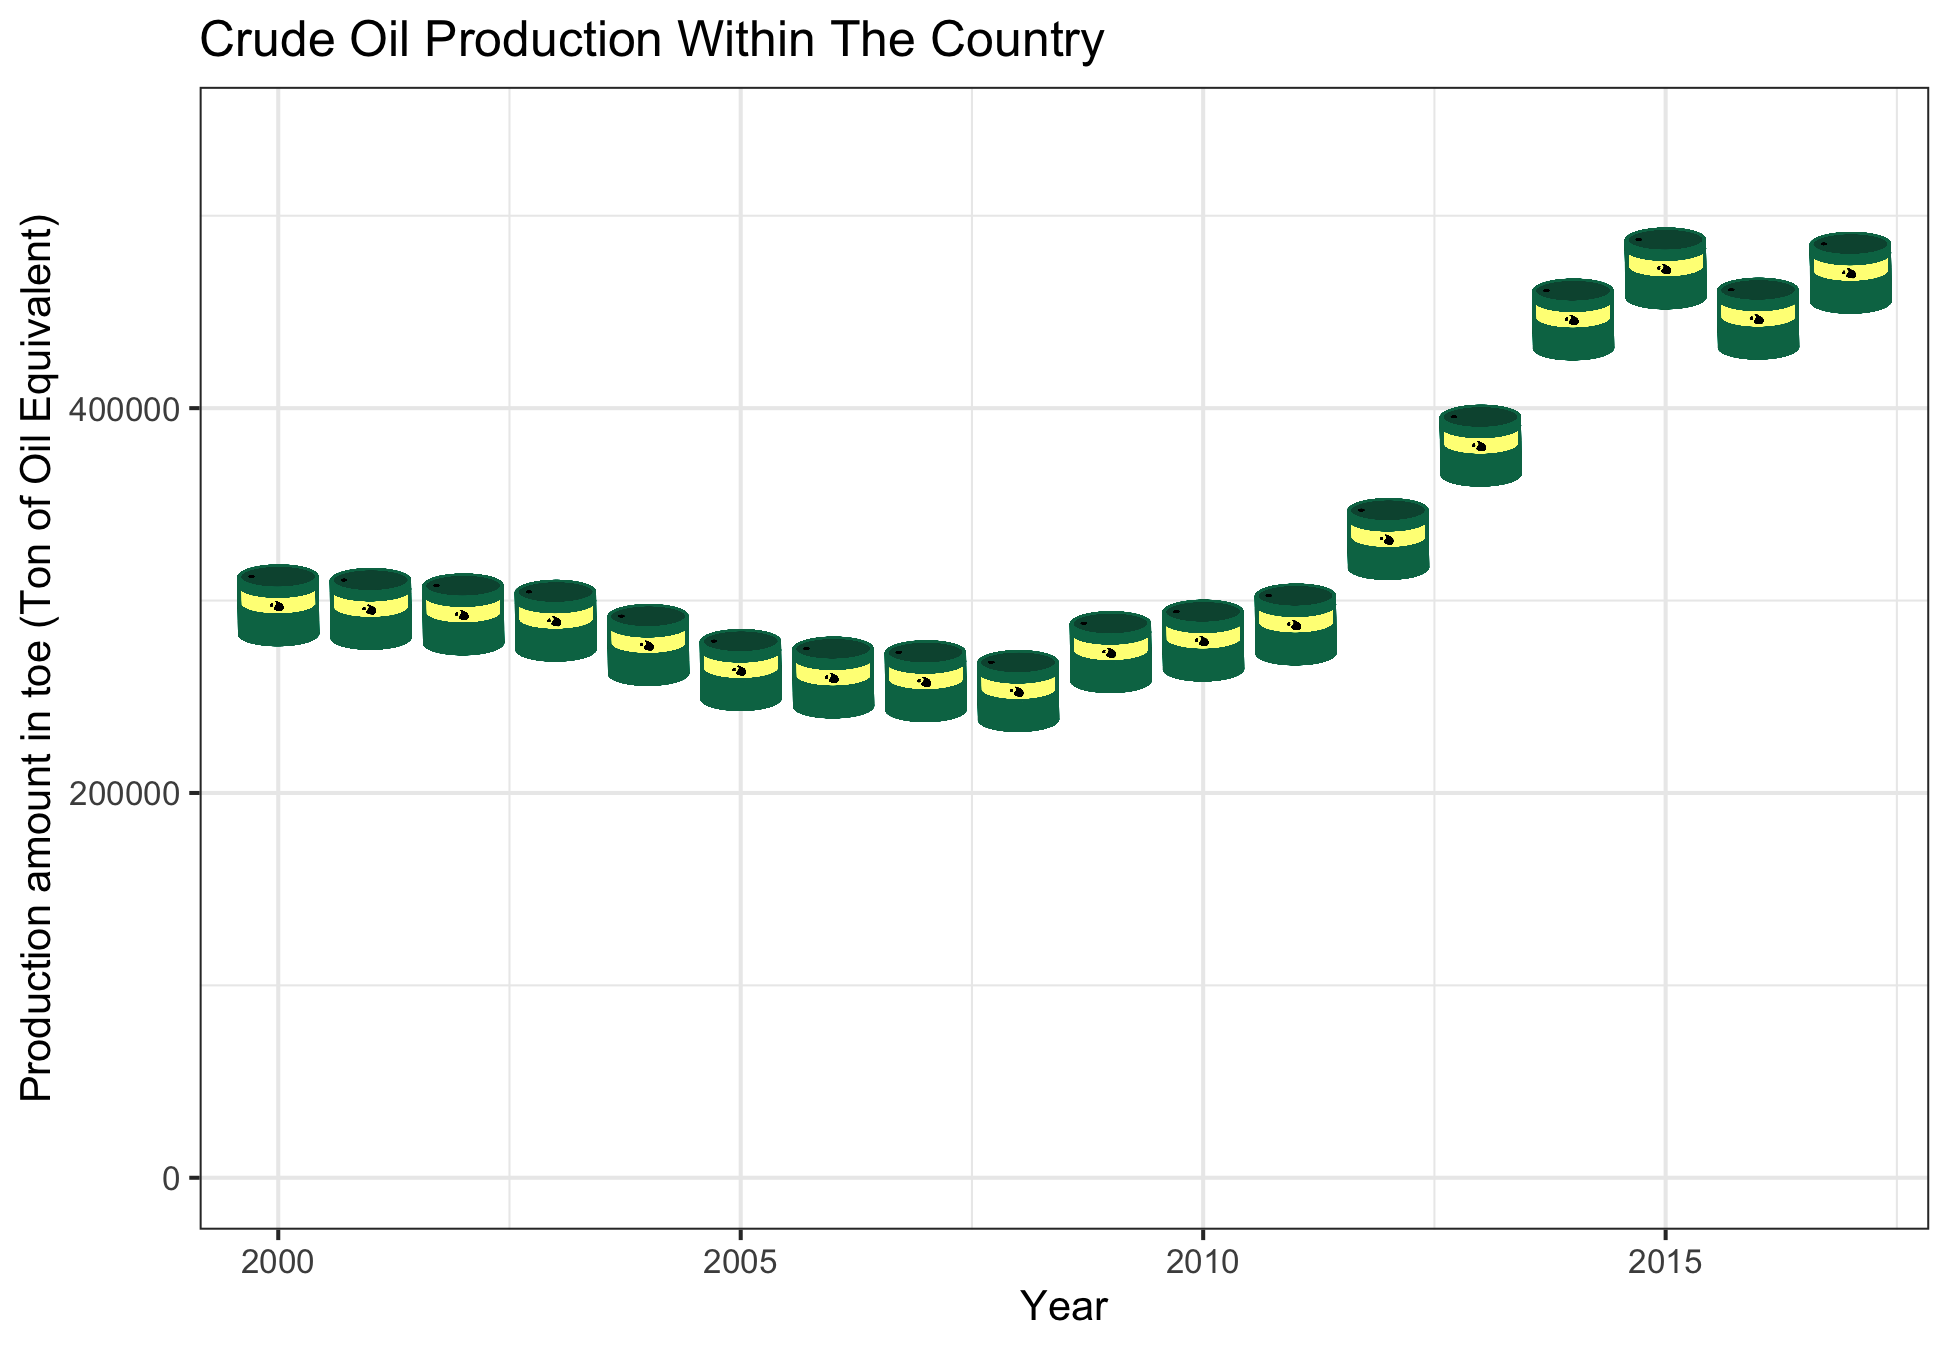 Crude Oil Production Within The Country
Production amount in toe (Ton of Oil Equivalent)
400000
200000
0
2000
2005
2010
2015
Year